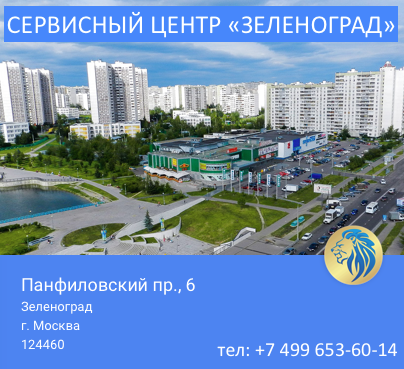 СЕРВИСНЫЙ ЦЕНТР «ЗЕЛЕНОГРАД»
Панфиловский пр., 6
Зеленоград
г. Москва
124460
тел: +7 499 653-60-14